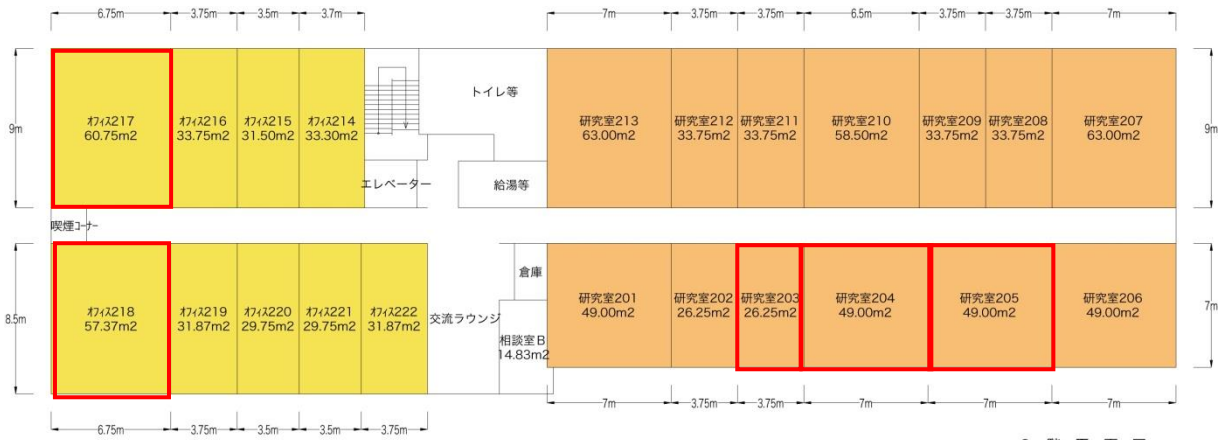 6.75m 3.75m 3.5m 3.7m 7m 3.75m 3.75m 6.5m 3.75m 3.75m 7m
9m
オフィス217
60.75m2
オフィス216
33.75m2
オフィス215
31.50m2
オフィス214
33.30m2
トイレ等
エレベーター
給湯等
研究室213
63.00m2
研究室212
33.75m2
研究室211
33.75m2
研究室210
58.50m2
研究室209
33.75m2
研究室208
33.75m2
研究室207
63.00m2
9m
喫煙コーナー
8.5m
オフィス218
57.37m2
オフィス219
31.87m2
オフィス220
29.75m2
オフィス221
29.75m2
オフィス222
31.87m2
交流ラウンジ
倉庫
相談室B
14.83m2
研究室201
49.00m2
研究室202
26.25m2
研究室203
26.25m2
研究室204
49.00m2
研究室205
49.00m2
研究室206
49.00m2
7m
7m 3.75m 3.75m 7m 7m 7m
6.75m 3.75m 3.5m 3.5m 3.75m